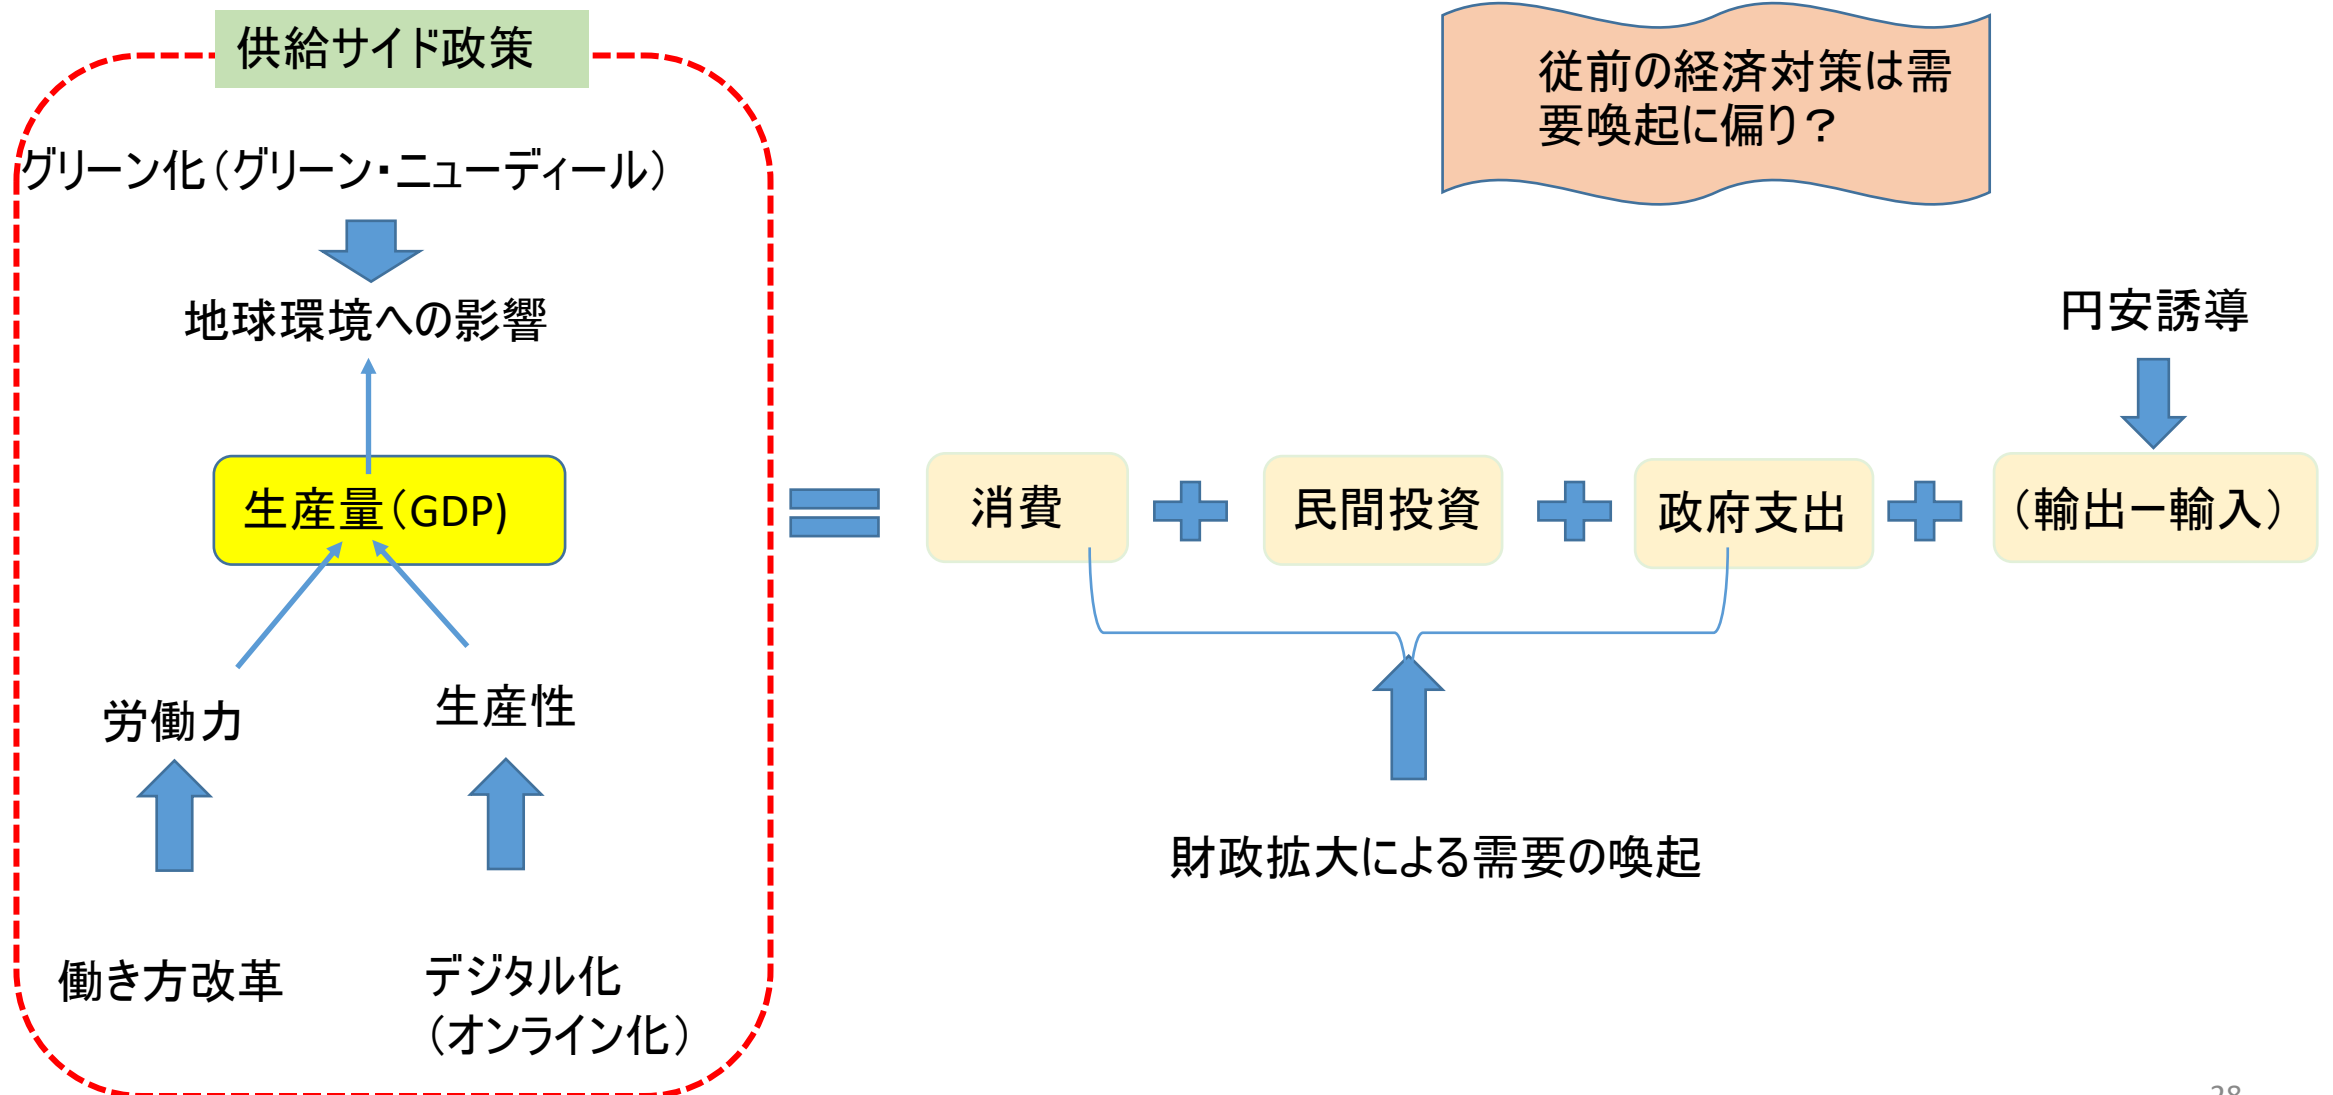 供給サイド政策
従前の経済対策は需
要喚起に偏り？
グリーン化（グリーン・ニューディール）
地球環境への影響
円安誘導
生産量（GDP)
消費
民間投資
政府支出
（輸出ー輸入）
労働力
生産性
財政拡大による需要の喚起
働き方改革
デジタル化
（オンライン化）
28